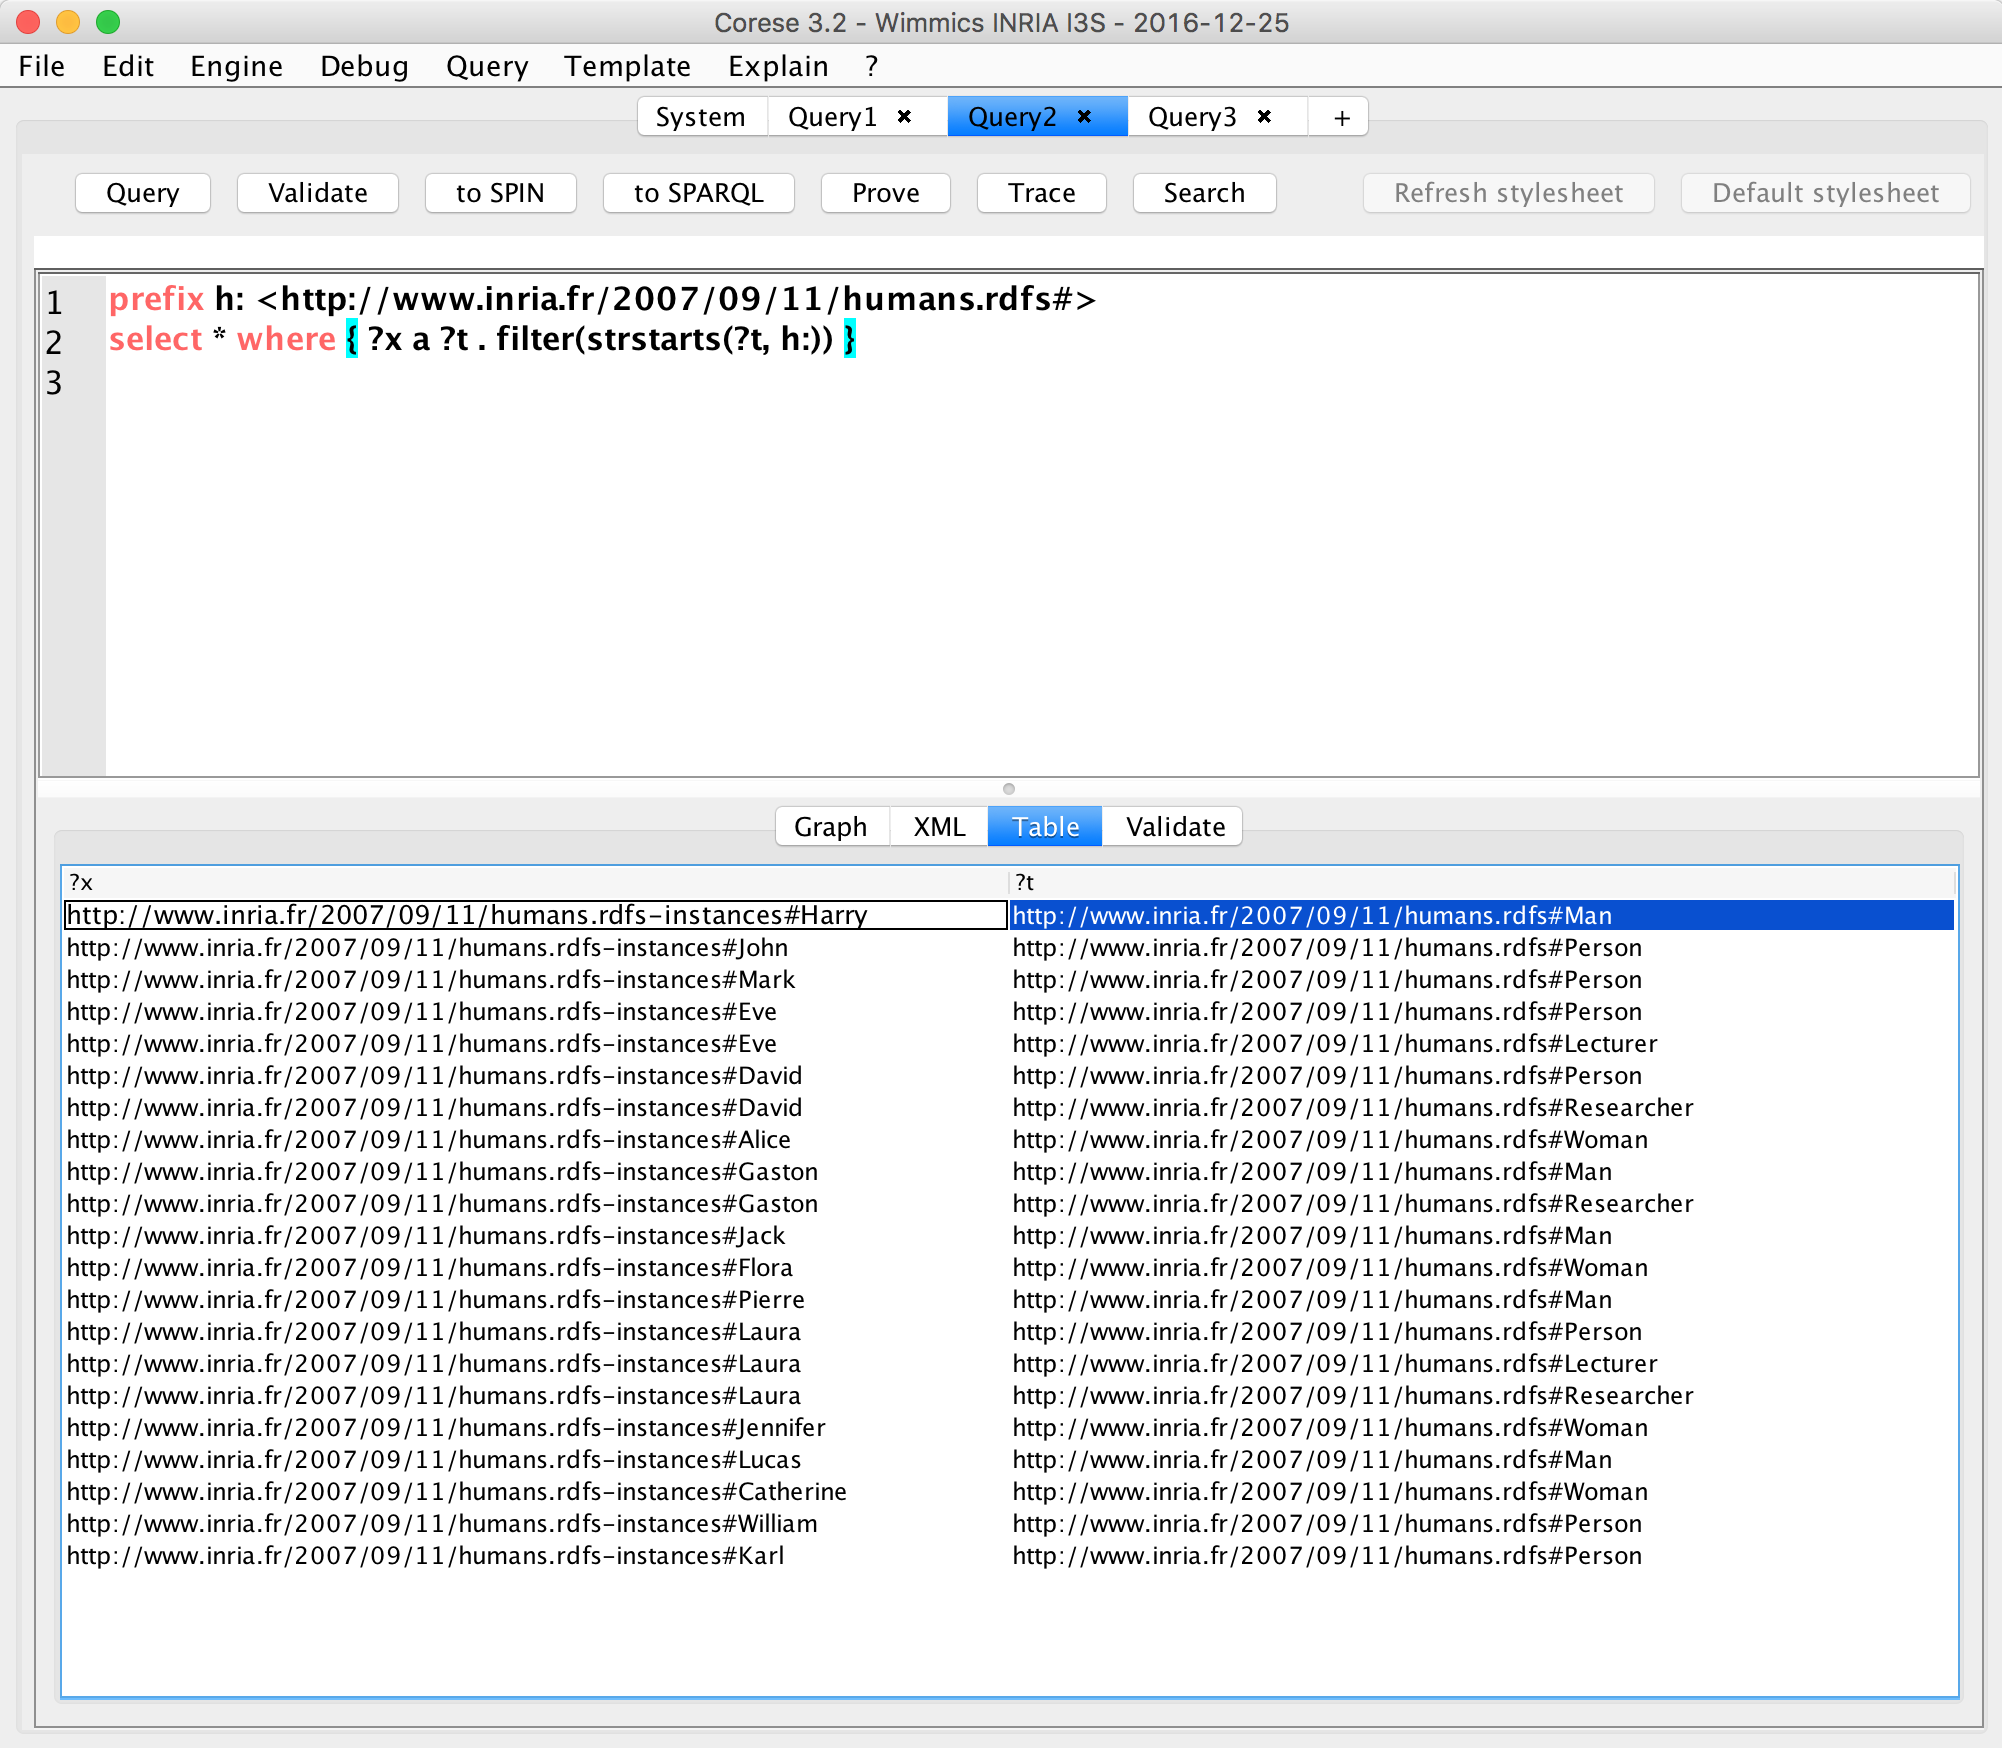 Corese 3.2 - Wimmics INRIA I3S - 2016-12-25
File Edit Engine Debug Query Template Explain ?
System Query1 ✖ Query2 ✖ Query3 ✖ +
Query Validate to SPIN to SPARQL Prove Trace Search Refresh stylesheet Default stylesheet
1 prefix h: <http://www.inria.fr/2007/09/11/humans.rdfs#>
2 select * where { ?x a ?t . filter(strstarts(?t, h:)) }
3
Graph XML Table Validate
?x ?t
http://www.inria.fr/2007/09/11/humans.rdfs-instances#Harry http://www.inria.fr/2007/09/11/humans.rdfs#Man
http://www.inria.fr/2007/09/11/humans.rdfs-instances#John http://www.inria.fr/2007/09/11/humans.rdfs#Person
http://www.inria.fr/2007/09/11/humans.rdfs-instances#Mark http://www.inria.fr/2007/09/11/humans.rdfs#Person
http://www.inria.fr/2007/09/11/humans.rdfs-instances#Eve http://www.inria.fr/2007/09/11/humans.rdfs#Person
http://www.inria.fr/2007/09/11/humans.rdfs-instances#Eve http://www.inria.fr/2007/09/11/humans.rdfs#Lecturer
http://www.inria.fr/2007/09/11/humans.rdfs-instances#David http://www.inria.fr/2007/09/11/humans.rdfs#Person
http://www.inria.fr/2007/09/11/humans.rdfs-instances#David http://www.inria.fr/2007/09/11/humans.rdfs#Researcher
http://www.inria.fr/2007/09/11/humans.rdfs-instances#Alice http://www.inria.fr/2007/09/11/humans.rdfs#Woman
http://www.inria.fr/2007/09/11/humans.rdfs-instances#Gaston http://www.inria.fr/2007/09/11/humans.rdfs#Man
http://www.inria.fr/2007/09/11/humans.rdfs-instances#Gaston http://www.inria.fr/2007/09/11/humans.rdfs#Researcher
http://www.inria.fr/2007/09/11/humans.rdfs-instances#Jack http://www.inria.fr/2007/09/11/humans.rdfs#Man
http://www.inria.fr/2007/09/11/humans.rdfs-instances#Flora http://www.inria.fr/2007/09/11/humans.rdfs#Woman
http://www.inria.fr/2007/09/11/humans.rdfs-instances#Pierre http://www.inria.fr/2007/09/11/humans.rdfs#Man
http://www.inria.fr/2007/09/11/humans.rdfs-instances#Laura http://www.inria.fr/2007/09/11/humans.rdfs#Person
http://www.inria.fr/2007/09/11/humans.rdfs-instances#Laura http://www.inria.fr/2007/09/11/humans.rdfs#Lecturer
http://www.inria.fr/2007/09/11/humans.rdfs-instances#Laura http://www.inria.fr/2007/09/11/humans.rdfs#Researcher
http://www.inria.fr/2007/09/11/humans.rdfs-instances#Jennifer http://www.inria.fr/2007/09/11/humans.rdfs#Woman
http://www.inria.fr/2007/09/11/humans.rdfs-instances#Lucas http://www.inria.fr/2007/09/11/humans.rdfs#Man
http://www.inria.fr/2007/09/11/humans.rdfs-instances#Catherine http://www.inria.fr/2007/09/11/humans.rdfs#Woman
http://www.inria.fr/2007/09/11/humans.rdfs-instances#William http://www.inria.fr/2007/09/11/humans.rdfs#Person
http://www.inria.fr/2007/09/11/humans.rdfs-instances#Karl http://www.inria.fr/2007/09/11/humans.rdfs#Person